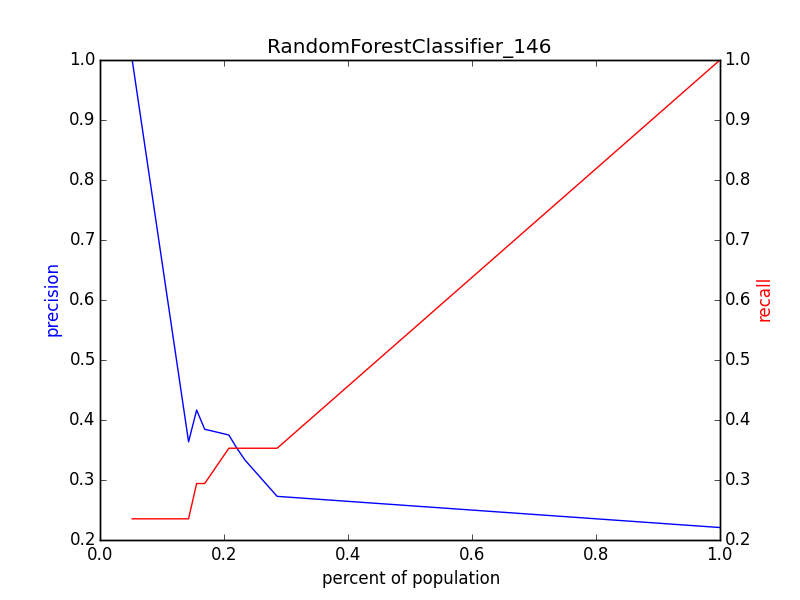 RandomForestClassifier_146
1.0 1.0
0.9 0.9
0.8 0.8
0.7 0.7
0.6 0.6
0.5 0.5
0.4 0.4
0.3 0.3
0.2 0.2
precision
recall
0.0 0.2 0.4 0.6 0.8 1.0
percent of population